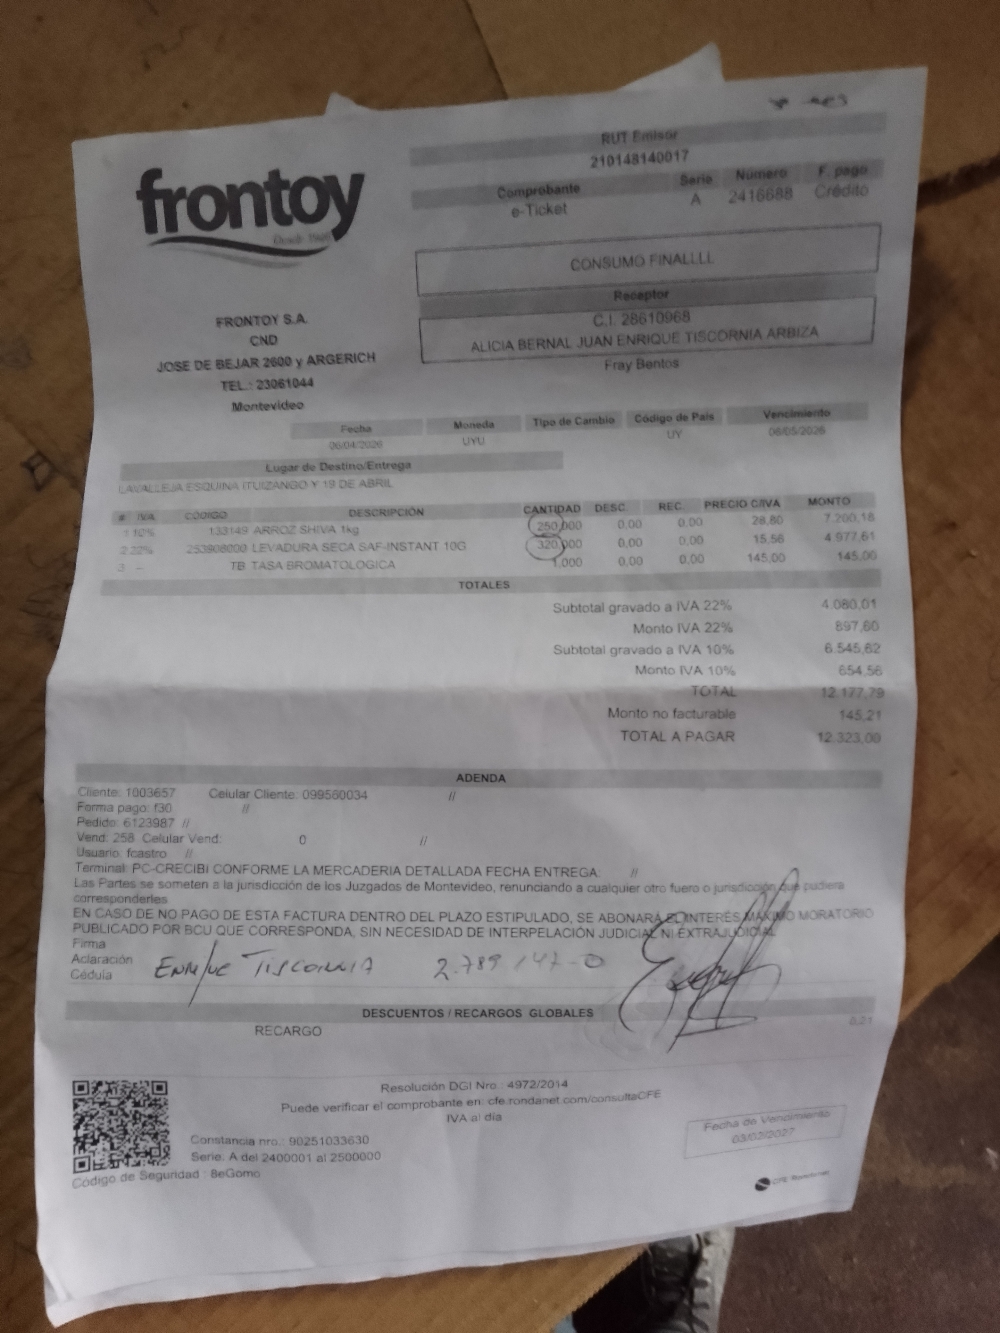 frontoy
Desde 1960
FRONTOY S.A.
CND
JOSE DE BEJAR 2600 y ARGERICH
TEL.: 23061044
Montevideo
RUT Emisor
210148140017
Comprobante Serie Número F. pago
e-Ticket A 2416688 Crédito
CONSUMO FINALLLL
Receptor
C.I. 28610968
ALICIA BERNAL JUAN ENRIQUE TISCORNIA ARBIZA
Fray Bentos
Fecha Moneda Tipo de Cambio Código de País Vencimiento
06/04/2026 UYU UY 06/05/2026
Lugar de Destino/Entrega
LAVALLEJA ESQUINA ITUIZANGO Y 19 DE ABRIL
# IVA CÓDIGO DESCRIPCIÓN CANTIDAD DESC. REC. PRECIO C/IVA MONTO
1 10% 133149 ARROZ SHIVA 1kg 250,000 0,00 0,00 28,80 7.200,18
2 22% 253908000 LEVADURA SECA SAF-INSTANT 10G 320,000 0,00 0,00 15,56 4.977,61
3 – TB TASA BROMATOLOGICA 1,000 0,00 0,00 145,00 145,00
TOTALES
Subtotal gravado a IVA 22% 4.080,01
Monto IVA 22% 897,60
Subtotal gravado a IVA 10% 6.545,62
Monto IVA 10% 654,56
TOTAL 12.177,79
Monto no facturable 145,21
TOTAL A PAGAR 12.323,00
ADENDA
Cliente: 1003657 Celular Cliente: 099560034 //
Forma pago: f30 //
Pedido: 6123987 //
Vend: 258 Celular Vend: 0 //
Usuario: fcastro //
Terminal: PC-CRECIBI CONFORME LA MERCADERIA DETALLADA FECHA ENTREGA: //
Las Partes se someten a la jurisdicción de los Juzgados de Montevideo, renunciando a cualquier otro fuero o jurisdicción que pudiera
corresponderles
EN CASO DE NO PAGO DE ESTA FACTURA DENTRO DEL PLAZO ESTIPULADO, SE ABONARÁ EL INTERÉS MÁXIMO MORATORIO
PUBLICADO POR BCU QUE CORRESPONDA, SIN NECESIDAD DE INTERPELACIÓN JUDICIAL NI EXTRAJUDICIAL
Firma
Aclaración ENRIQUE TISCORNIA 2.789 147-0
Cédula
DESCUENTOS / RECARGOS GLOBALES
RECARGO 0,21
Resolución DGI Nro.: 4972/2014
Puede verificar el comprobante en: cfe.rondanet.com/consultaCFE
IVA al día
Constancia nro.: 90251033630
Serie: A del 2400001 al 2500000
Código de Seguridad : 8eGomo
Fecha de Vencimiento
03/02/2027
CFE